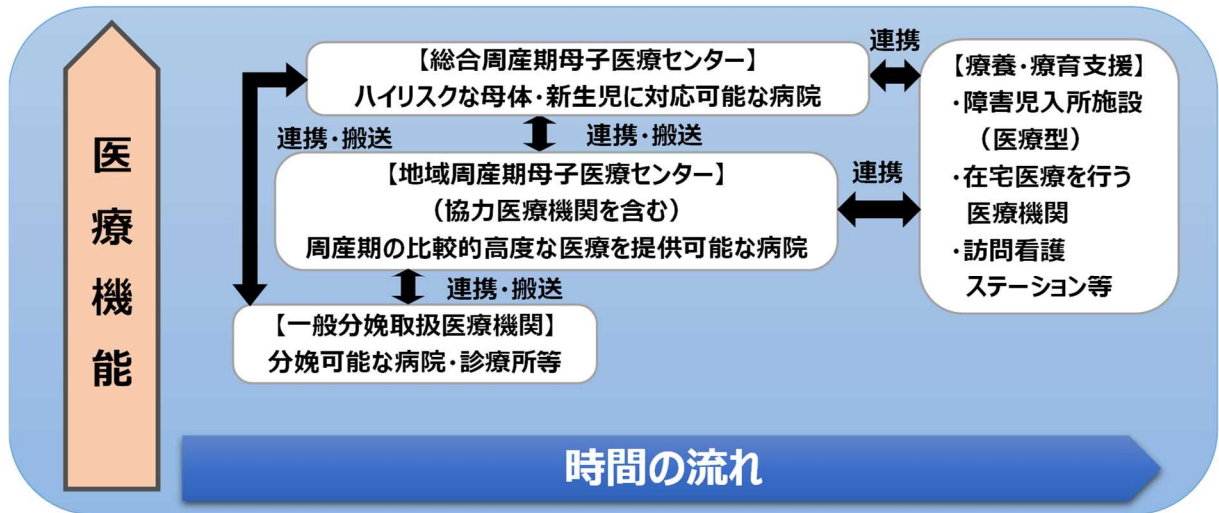 医療機能
【総合周産期母子医療センター】
ハイリスクな母体・新生児に対応可能な病院
連携
連携・搬送
連携・搬送
【地域周産期母子医療センター】
（協力医療機関を含む）
周産期の比較的高度な医療を提供可能な病院
連携
連携・搬送
【一般分娩取扱医療機関】
分娩可能な病院・診療所等
【療養・療育支援】
・障害児入所施設
（医療型）
・在宅医療を行う
医療機関
・訪問看護
ステーション等
時間の流れ